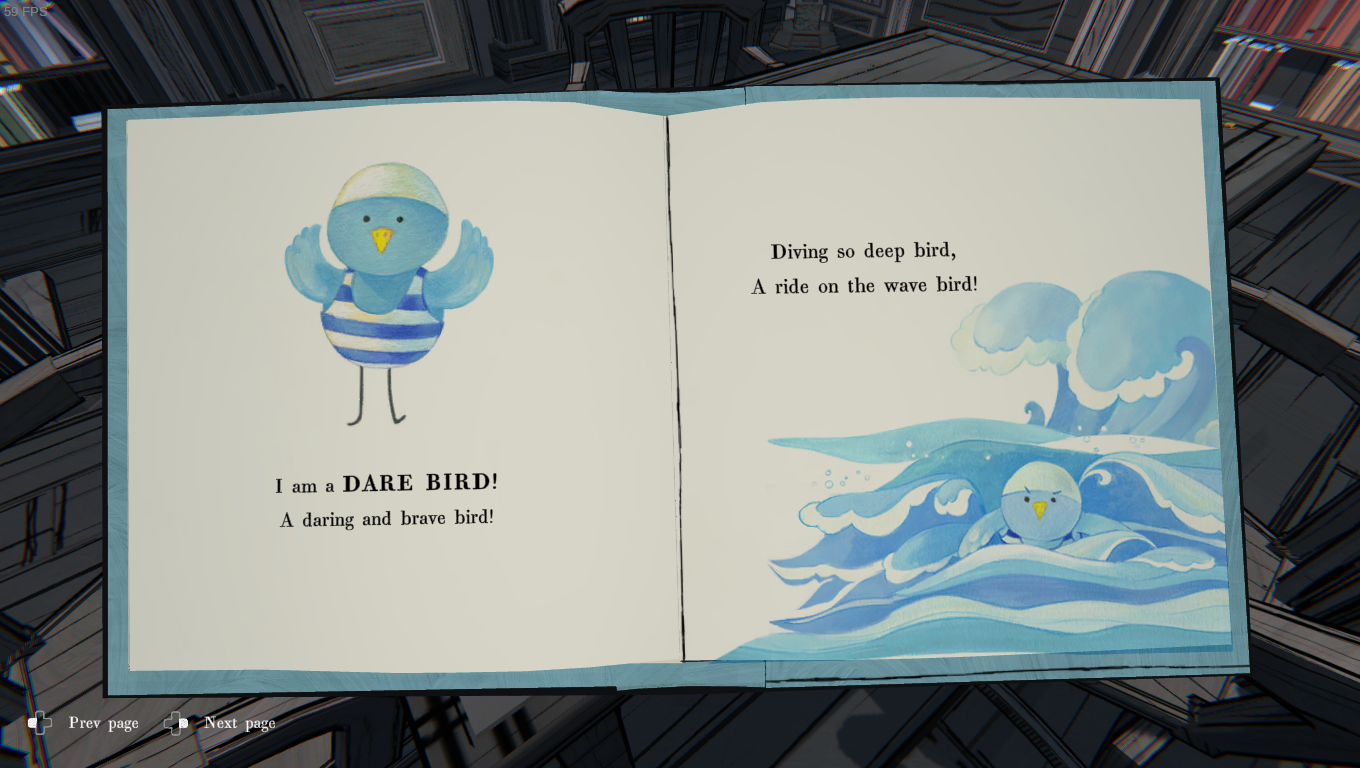 59 FPS
I am a DARE BIRD!
A daring and brave bird!
Diving so deep bird,
A ride on the wave bird!
Prev page
Next page